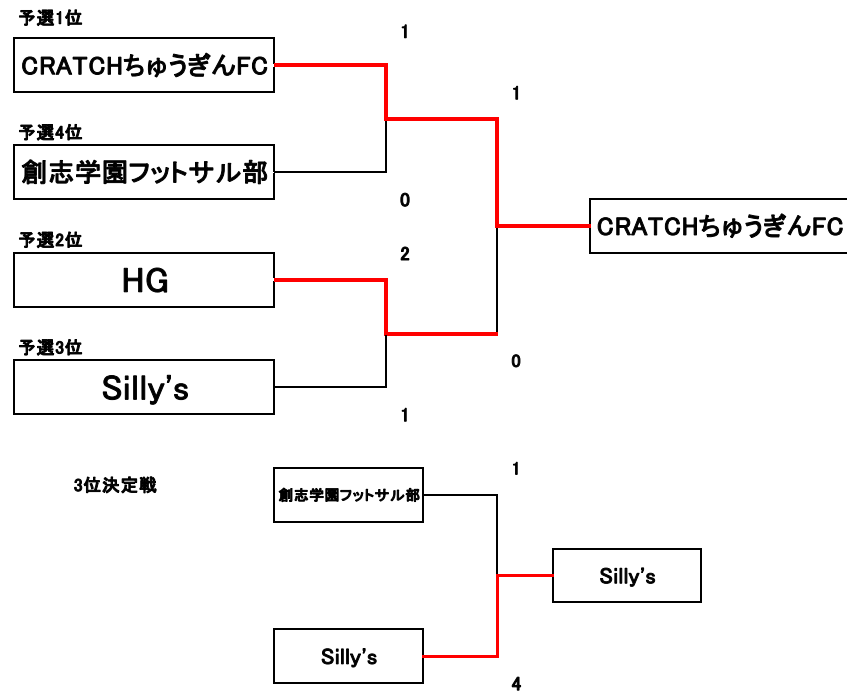 予選1位
1
CRATCHちゅうぎんFC
1
予選4位
創志学園フットサル部
0
CRATCHちゅうぎんFC
予選2位
2
HG
予選3位
0
Silly's
1
3位決定戦
1
創志学園フットサル部
Silly's
Silly's
4